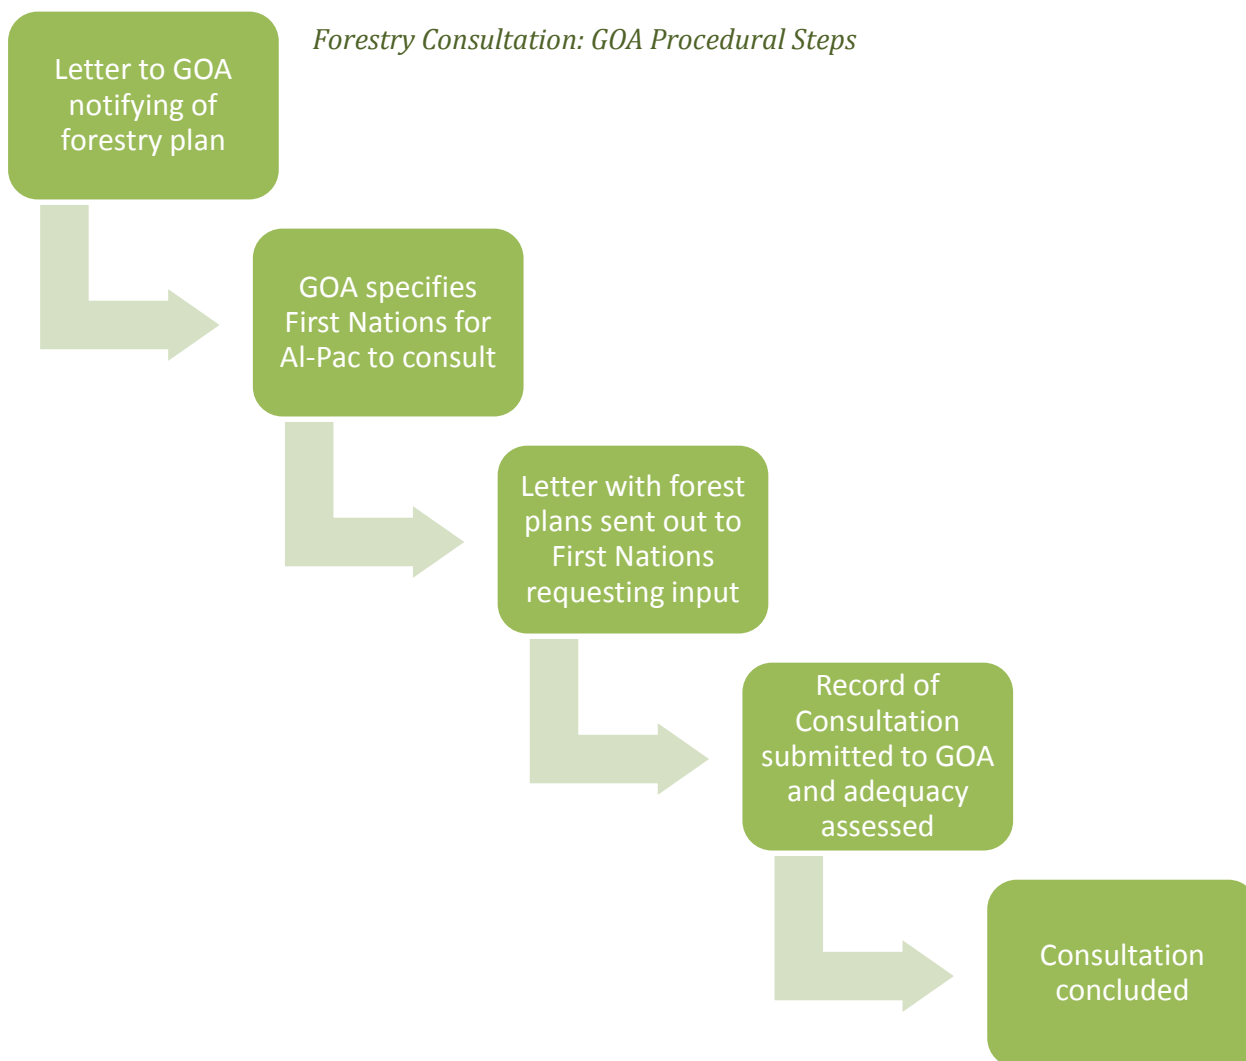 Forestry Consultation: GOA Procedural Steps
Letter to GOA
notifying of
forestry plan
GOA specifies
First Nations for
Al-Pac to consult
Letter with forest
plans sent out to
First Nations
requesting input
Record of
Consultation
submitted to GOA
and adequacy
assessed
Consultation
concluded